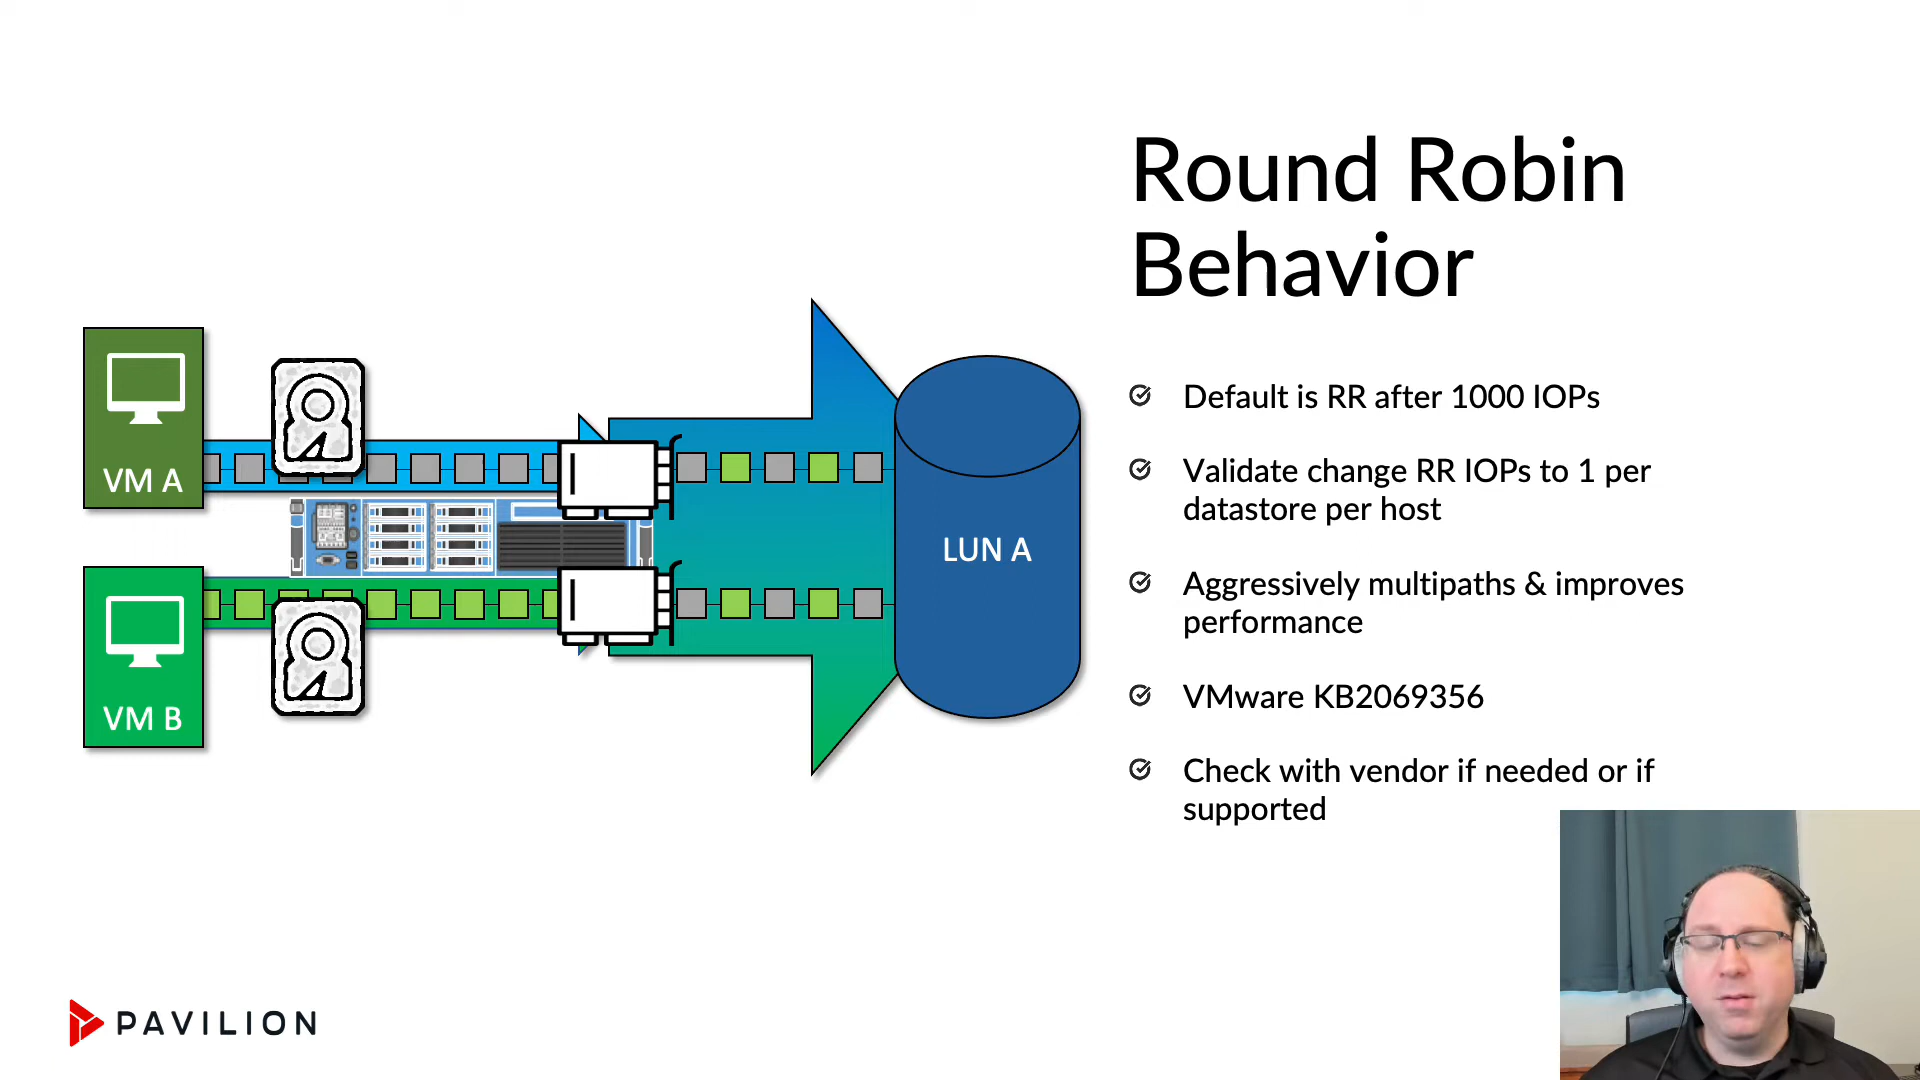 Round Robin
Behavior
Default is RR after 1000 IOPs
Validate change RR IOPs to 1 per
datastore per host
Aggressively multipaths & improves
performance
VMware KB2069356
Check with vendor if needed or if
supported
VM A
VM B
LUN A
PAVILION